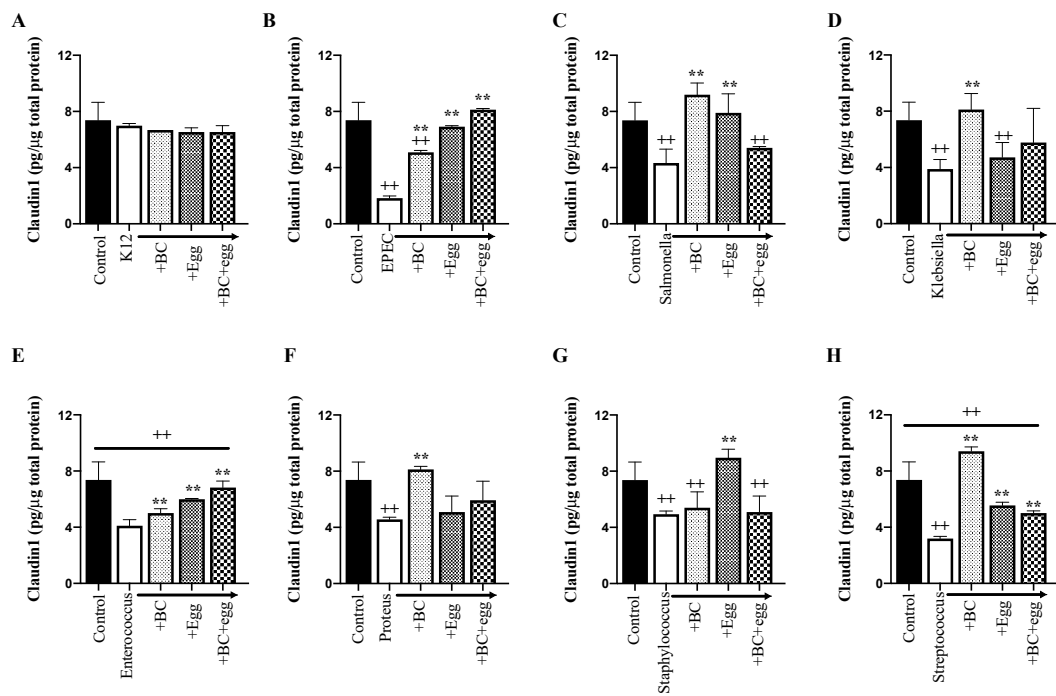 A
Claudin1 (pg/µg total protein)
12
8
4
0
Control
K12
+BC
+Egg
+BC+egg
B
Claudin1 (pg/µg total protein)
12
8
4
0
++
**
++
**
**
Control
EPEC
+BC
+Egg
+BC+egg
C
Claudin1 (pg/µg total protein)
12
8
4
0
++
**
**
++
Control
Salmonella
+BC
+Egg
+BC+egg
D
Claudin1 (pg/µg total protein)
12
8
4
0
++
**
++
Control
Klebsiella
+BC
+Egg
+BC+egg
E
Claudin1 (pg/µg total protein)
12
8
4
0
++
**
**
**
Control
Enterococcus
+BC
+Egg
+BC+egg
F
Claudin1 (pg/µg total protein)
12
8
4
0
++
**
Control
Proteus
+BC
+Egg
+BC+egg
G
Claudin1 (pg/µg total protein)
12
8
4
0
++
++
**
++
Control
Staphylococcus
+BC
+Egg
+BC+egg
H
Claudin1 (pg/µg total protein)
12
8
4
0
++
++
**
**
**
Control
Streptococcus
+BC
+Egg
+BC+egg